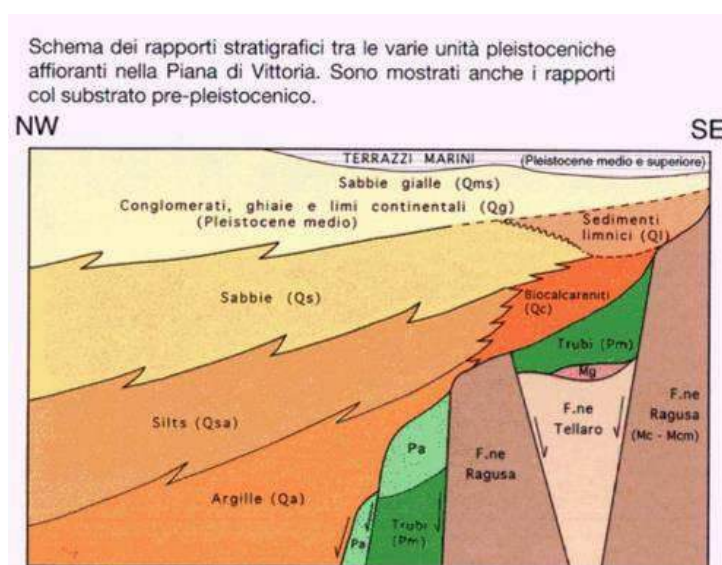 Schema dei rapporti stratigrafici tra le varie unità pleistoceniche
affioranti nella Piana di Vittoria. Sono mostrati anche i rapporti
col substrato pre-pleistocenico.
NW
SE
TERRAZZI MARINI
(Pleistocene medio e superiore)
Sabbie gialle (Qms)
Conglomerati, ghiaie e limi continentali (Qg)
(Pleistocene medio)
Sedimenti
limnici (Ql)
Sabbie (Qs)
Biocalcareniti
(Qc)
Trubi (Pm)
Mg
Silts (Qsa)
F.ne
Tellaro
F.ne
Ragusa
(Mc - Mcm)
Pa
F.ne
Ragusa
Argille (Qa)
Trubi
(Pm)
Pa